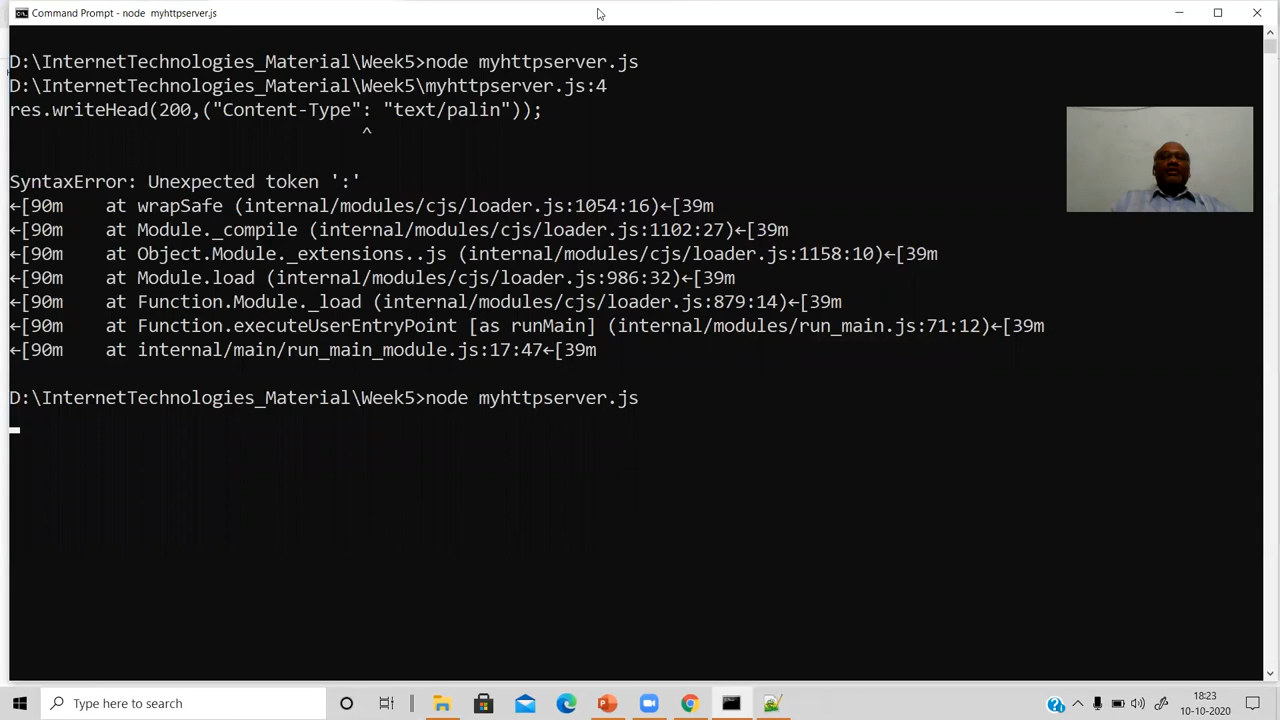 Command Prompt - node  myhttpserver.js
D:\InternetTechnologies_Material\Week5>node myhttpserver.js
D:\InternetTechnologies_Material\Week5\myhttpserver.js:4
res.writeHead(200,("Content-Type": "text/palin"));
^
SyntaxError: Unexpected token ':'
←[90m    at wrapSafe (internal/modules/cjs/loader.js:1054:16)←[39m
←[90m    at Module._compile (internal/modules/cjs/loader.js:1102:27)←[39m
←[90m    at Object.Module._extensions..js (internal/modules/cjs/loader.js:1158:10)←[39m
←[90m    at Module.load (internal/modules/cjs/loader.js:986:32)←[39m
←[90m    at Function.Module._load (internal/modules/cjs/loader.js:879:14)←[39m
←[90m    at Function.executeUserEntryPoint [as runMain] (internal/modules/run_main.js:71:12)←[39m
←[90m    at internal/main/run_main_module.js:17:47←[39m
D:\InternetTechnologies_Material\Week5>node myhttpserver.js
Type here to search
18:23
10-10-2020